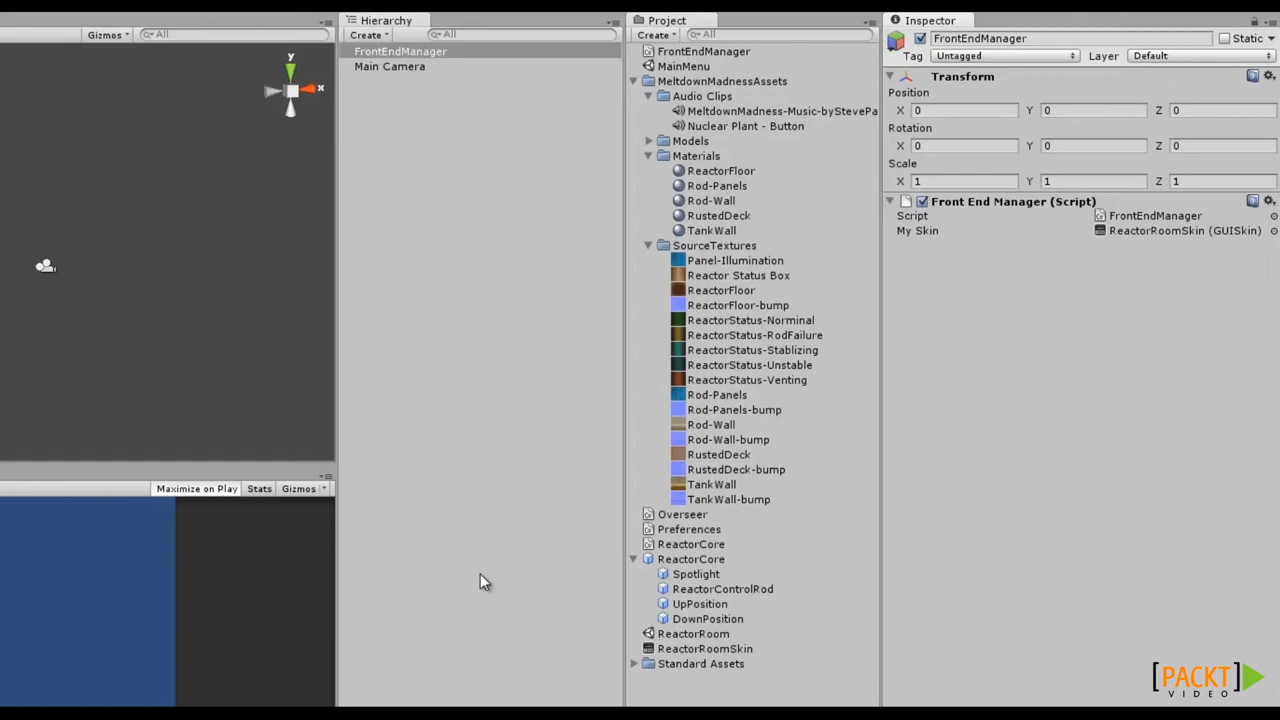 Gizmos
All
y
x
Maximize on Play Stats Gizmos
Hierarchy
Create
All
FrontEndManager
Main Camera
Project
Create
All
FrontEndManager
MainMenu
MeltdownMadnessAssets
Audio Clips
MeltdownMadness-Music-byStevePa
Nuclear Plant - Button
Models
Materials
ReactorFloor
Rod-Panels
Rod-Wall
RustedDeck
TankWall
SourceTextures
Panel-Illumination
Reactor Status Box
ReactorFloor
ReactorFloor-bump
ReactorStatus-Norminal
ReactorStatus-RodFailure
ReactorStatus-Stablizing
ReactorStatus-Unstable
ReactorStatus-Venting
Rod-Panels
Rod-Panels-bump
Rod-Wall
Rod-Wall-bump
RustedDeck
RustedDeck-bump
TankWall
TankWall-bump
Overseer
Preferences
ReactorCore
ReactorCore
Spotlight
ReactorControlRod
UpPosition
DownPosition
ReactorRoom
ReactorRoomSkin
Standard Assets
Inspector
FrontEndManager Static
Tag Untagged Layer Default
Transform
Position
X 0 Y 0 Z 0
Rotation
X 0 Y 0 Z 0
Scale
X 1 Y 1 Z 1
Front End Manager (Script)
Script FrontEndManager
My Skin ReactorRoomSkin (GUISkin)
[PACKT]
VIDEO